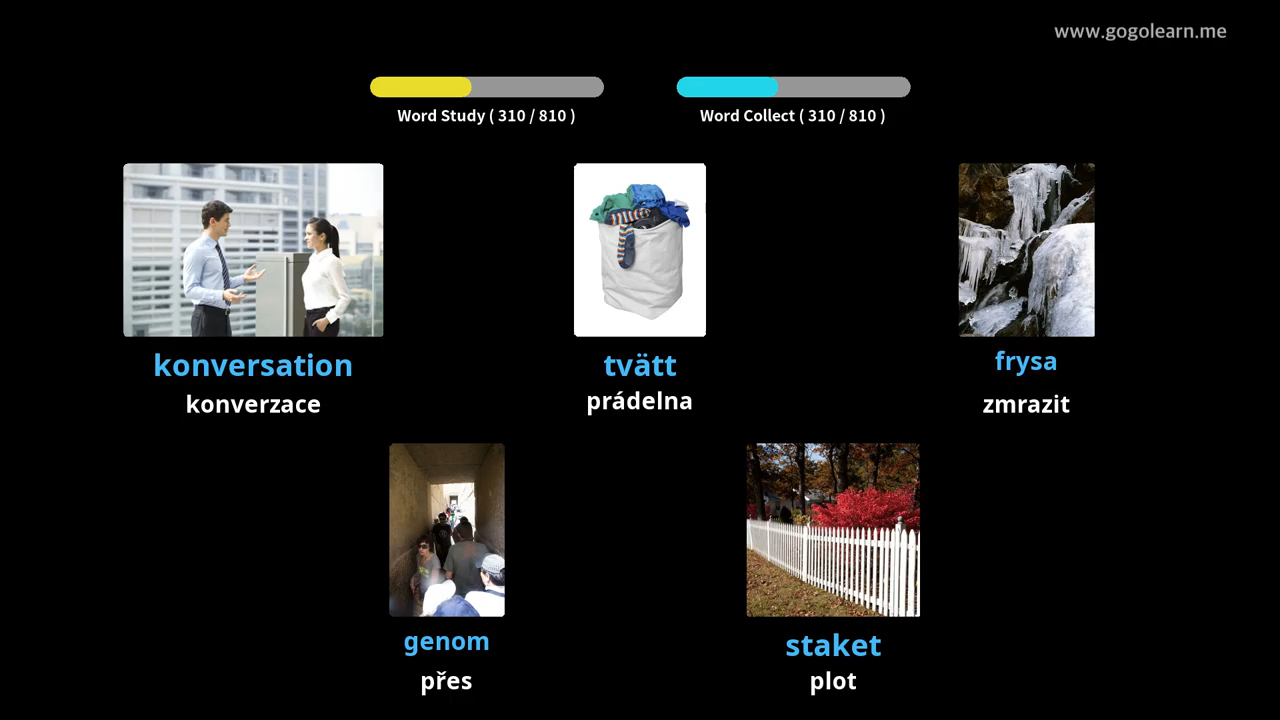 www.gogolearn.me
Word Study ( 310 / 810 )
Word Collect ( 310 / 810 )
konversation
konverzace
tvätt
prádelna
frysa
zmrazit
genom
přes
staket
plot